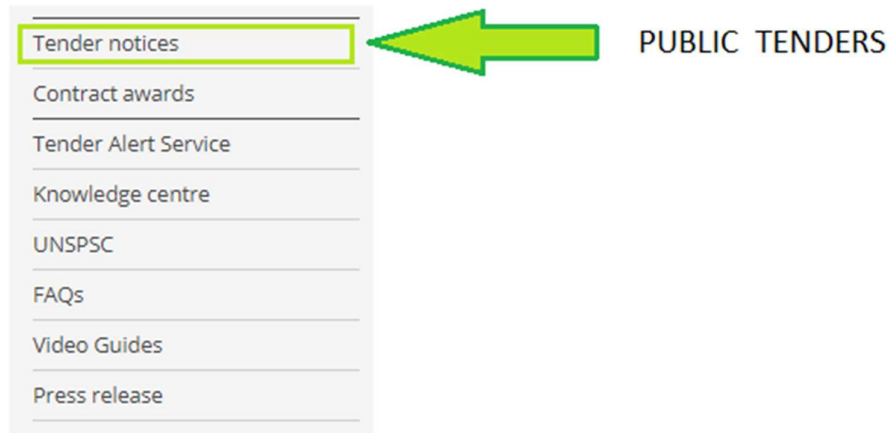 Tender notices
PUBLIC TENDERS
Contract awards
Tender Alert Service
Knowledge centre
UNSPSC
FAQs
Video Guides
Press release